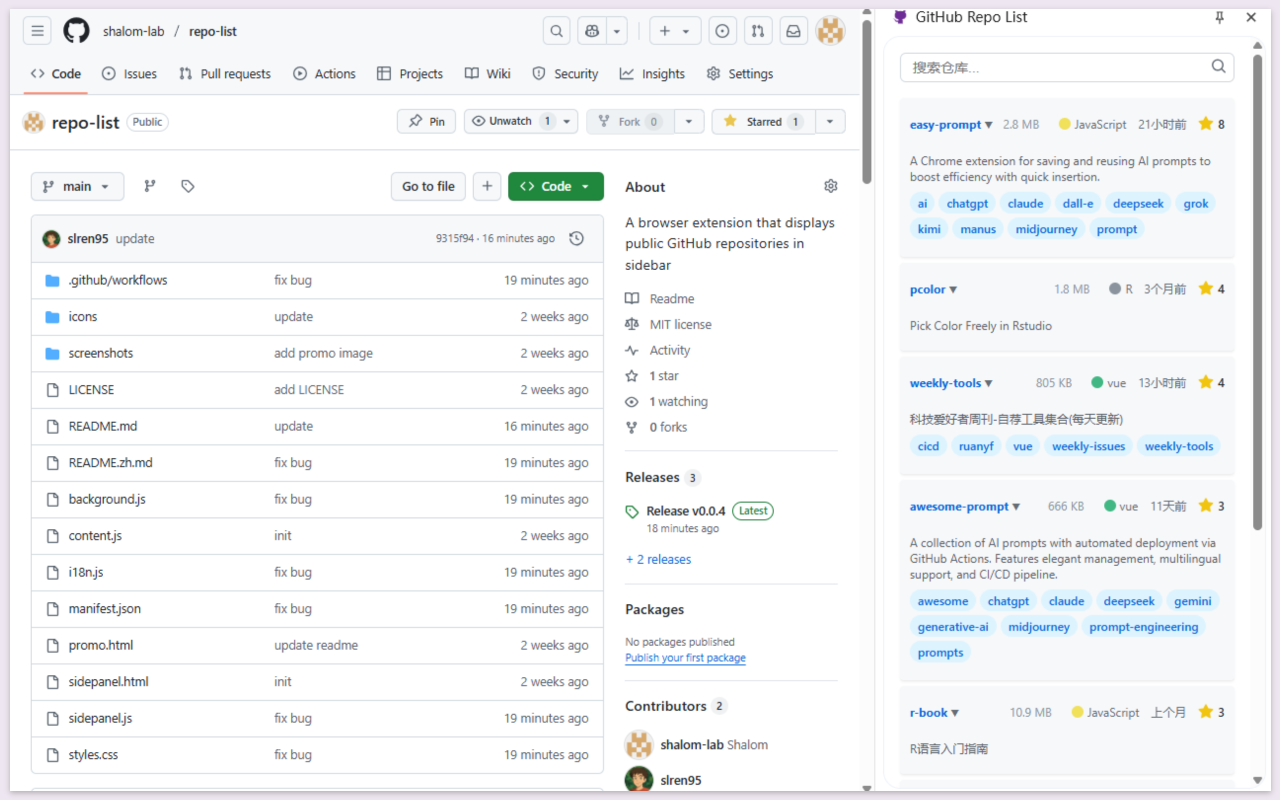 shalom-lab / repo-list
Code Issues Pull requests Actions Projects Wiki Security Insights Settings
repo-list Public
Pin Unwatch 1 Fork 0 Starred 1
main Go to file Code
slren95 update 9315f94 · 16 minutes ago
.github/workflows fix bug 19 minutes ago
icons update 2 weeks ago
screenshots add promo image 2 weeks ago
LICENSE add LICENSE 2 weeks ago
README.md update 16 minutes ago
README.zh.md fix bug 19 minutes ago
background.js fix bug 19 minutes ago
content.js init 2 weeks ago
i18n.js fix bug 19 minutes ago
manifest.json fix bug 19 minutes ago
promo.html update readme 2 weeks ago
sidepanel.html init 2 weeks ago
sidepanel.js fix bug 19 minutes ago
styles.css fix bug 19 minutes ago
About
A browser extension that displays
public GitHub repositories in
sidebar
Readme
MIT license
Activity
1 star
1 watching
0 forks
Releases 3
Release v0.0.4 Latest
18 minutes ago
+ 2 releases
Packages
No packages published
Publish your first package
Contributors 2
shalom-lab Shalom
slren95
GitHub Repo List
搜索仓库...
easy-prompt ▼ 2.8 MB JavaScript 21小时前 8
A Chrome extension for saving and reusing AI prompts to
boost efficiency with quick insertion.
ai chatgpt claude dall-e deepseek grok
kimi manus midjourney prompt
pcolor ▼ 1.8 MB R 3个月前 4
Pick Color Freely in Rstudio
weekly-tools ▼ 805 KB vue 13小时前 4
科技爱好者周刊-自荐工具集合(每天更新)
cicd ruanyf vue weekly-issues weekly-tools
awesome-prompt ▼ 666 KB vue 11天前 3
A collection of AI prompts with automated deployment via
GitHub Actions. Features elegant management, multilingual
support, and CI/CD pipeline.
awesome chatgpt claude deepseek gemini
generative-ai midjourney prompt-engineering
prompts
r-book ▼ 10.9 MB JavaScript 上个月 3
R语言入门指南